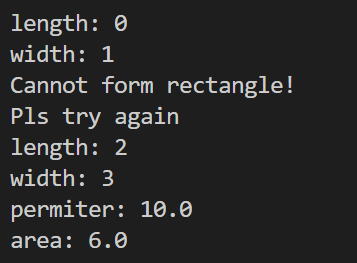 length: 0
width: 1
Cannot form rectangle!
Pls try again
length: 2
width: 3
permiter: 10.0
area: 6.0